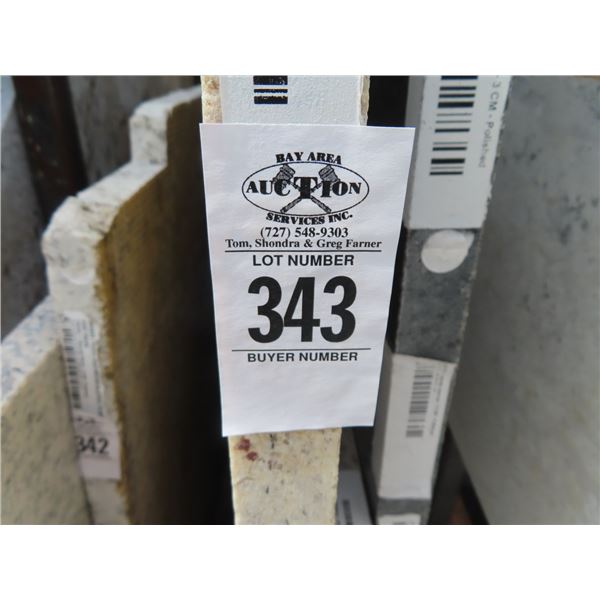 BAY AREA
AUCTION
SERVICES INC.
(727) 548-9303
Tom, Shondra & Greg Farner
LOT NUMBER
343
BUYER NUMBER
3 CM - Polished
342